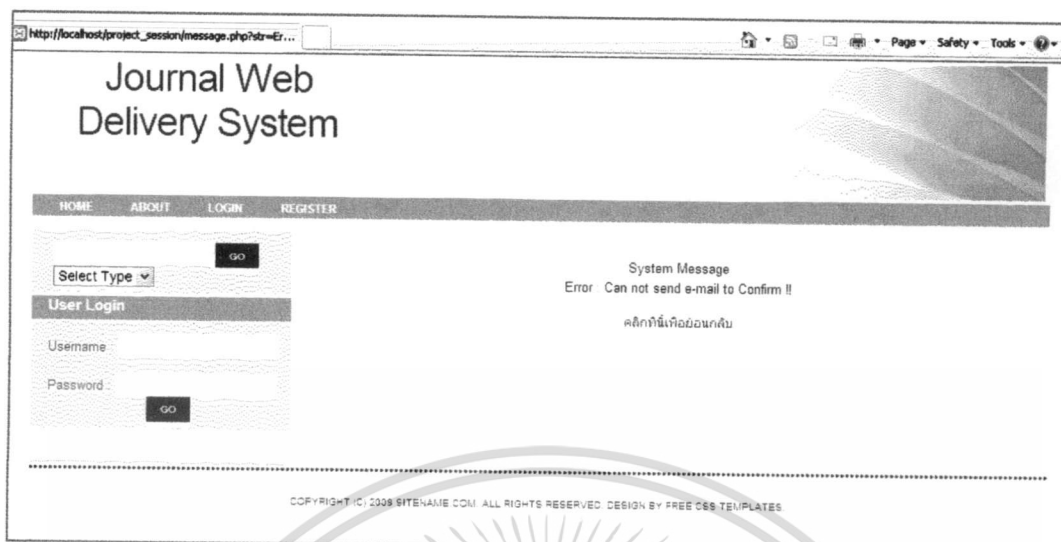 http://localhost/project_session/message.php?str=Er...
Page Safety Tools
Journal Web
Delivery System
HOME ABOUT LOGIN REGISTER
GO
Select Type
User Login
System Message
Error : Can not send e-mail to Confirm !!
คลิกที่นี่เพื่อย้อนกลับ
Username
Password :
GO
COPYRIGHT (C) 2009 SITENAME.COM. ALL RIGHTS RESERVED. DESIGN BY FREE CSS TEMPLATES.